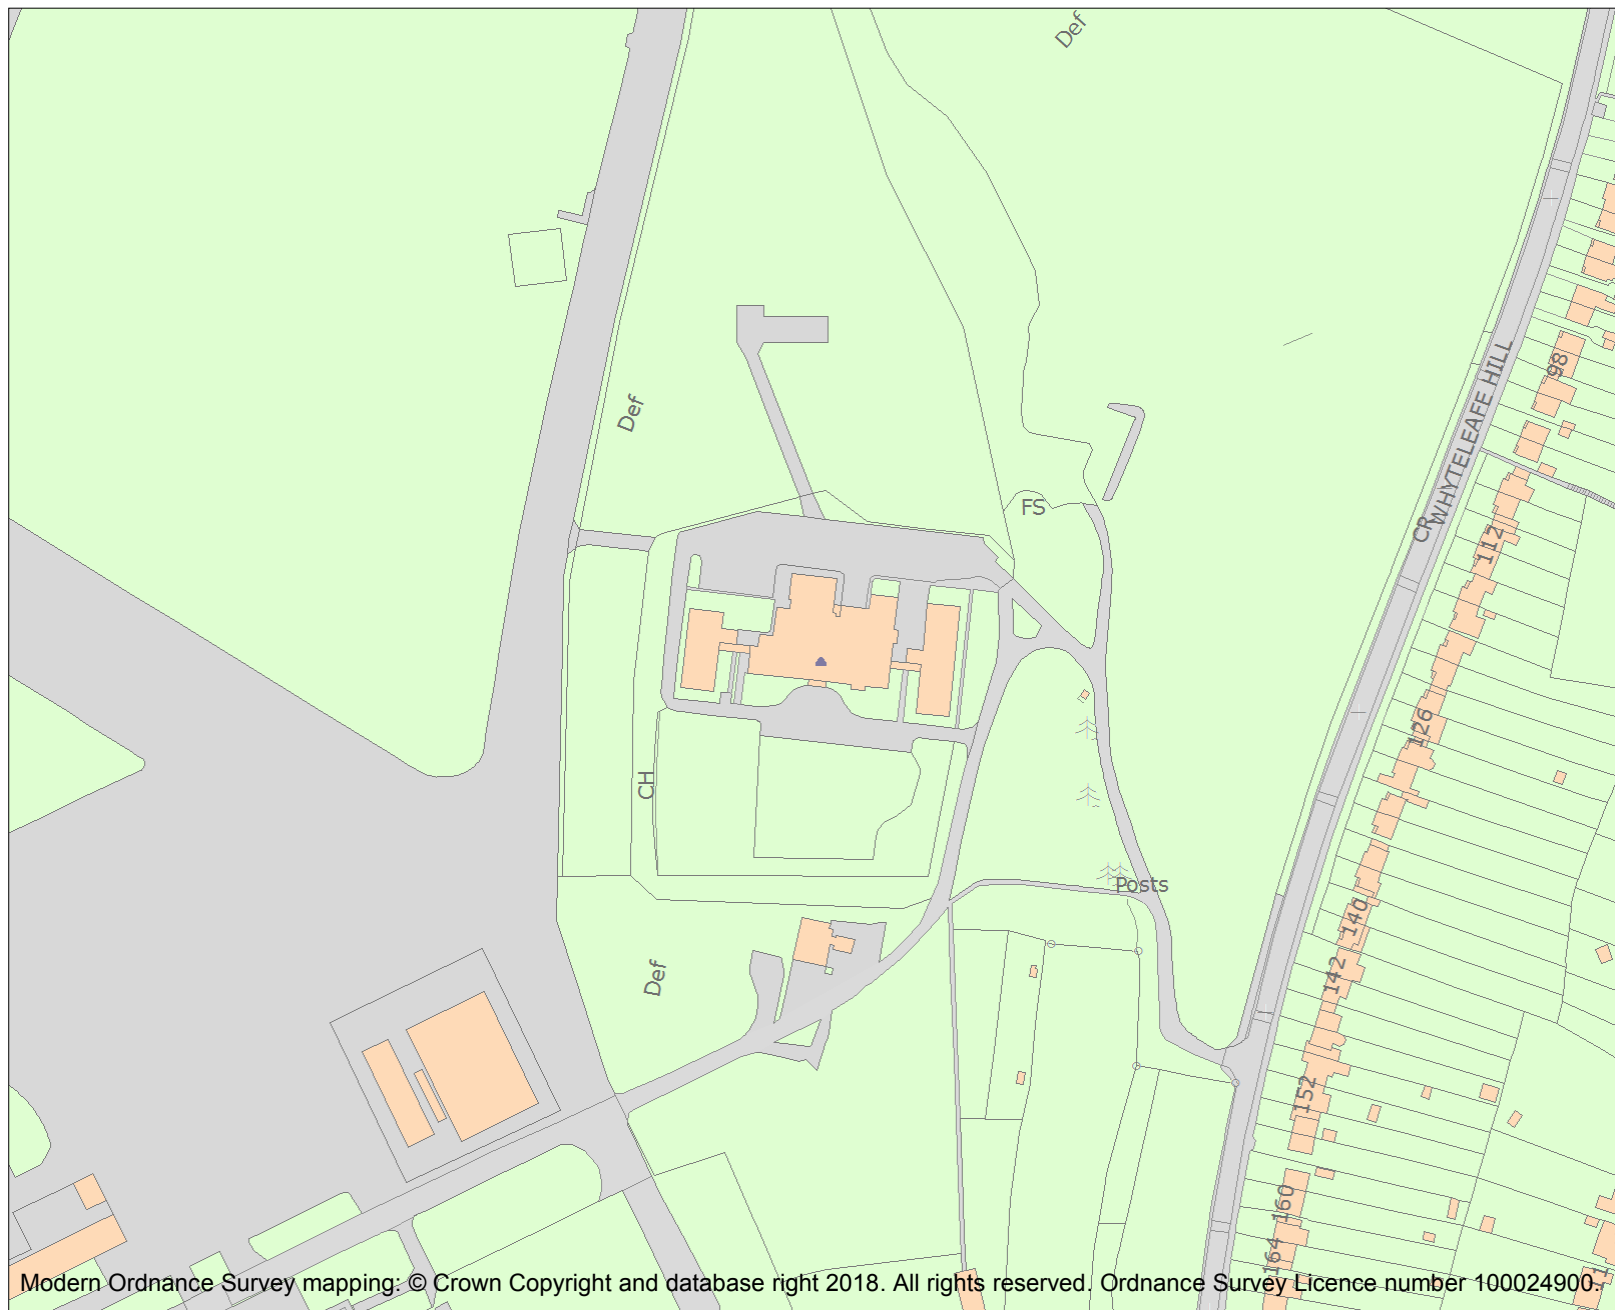 Def
98
WHYTELEAFE HILL
Def
FS
CR
112
126
CH
Posts
140
142
Def
152
160
164
Modern Ordnance Survey mapping: © Crown Copyright and database right 2018. All rights reserved. Ordnance Survey Licence number 100024900.